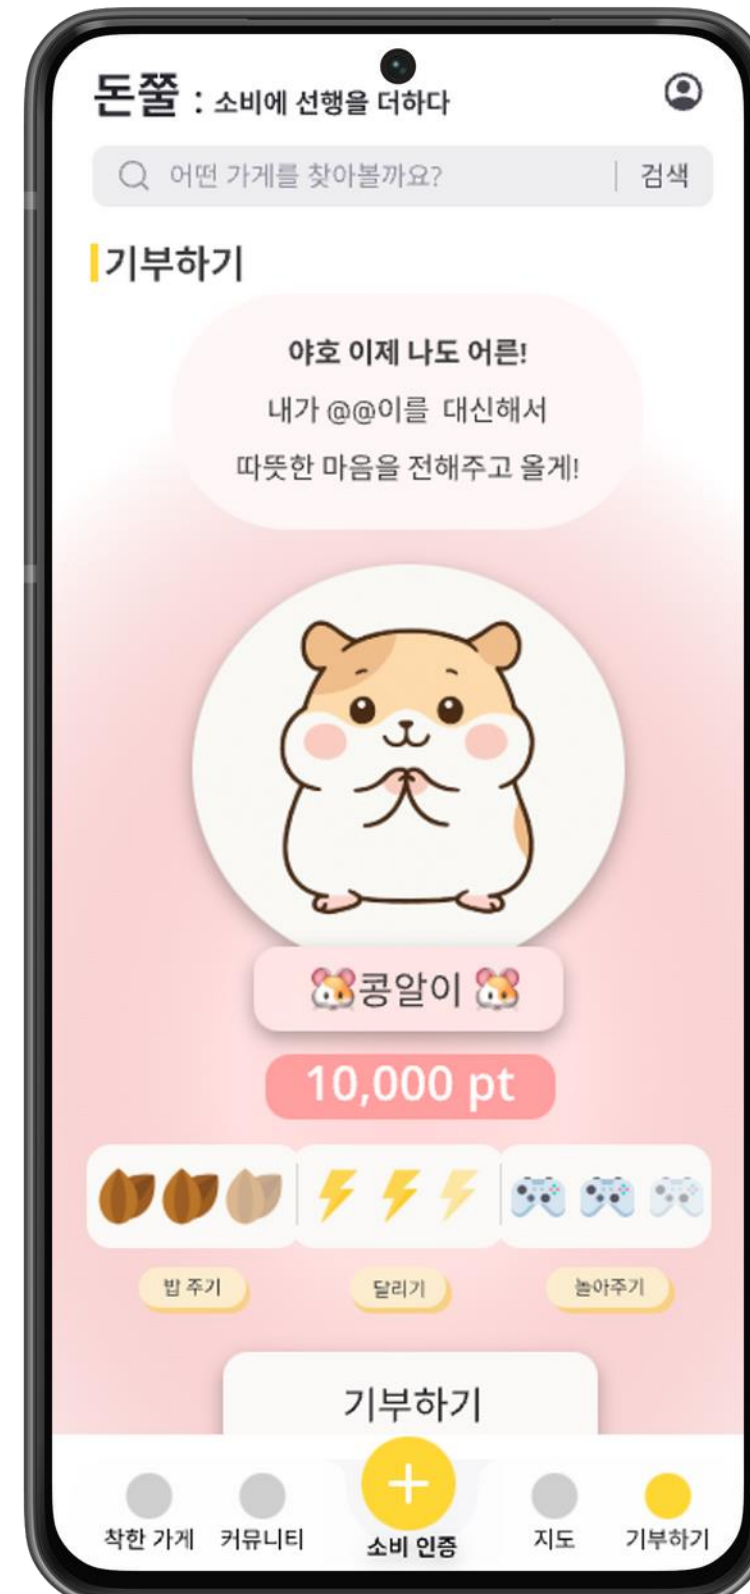 돈쭐 : 소비에 선행을 더하다
어떤 가게를 찾아볼까요? 검색
기부하기
야호 이제 나도 어른!
내가 @@이를 대신해서
따뜻한 마음을 전해주고 올게!
🐹콩알이 🐹
10,000 pt
밥 주기 달리기 놀아주기
기부하기
착한 가게 커뮤니티 소비 인증 지도 기부하기